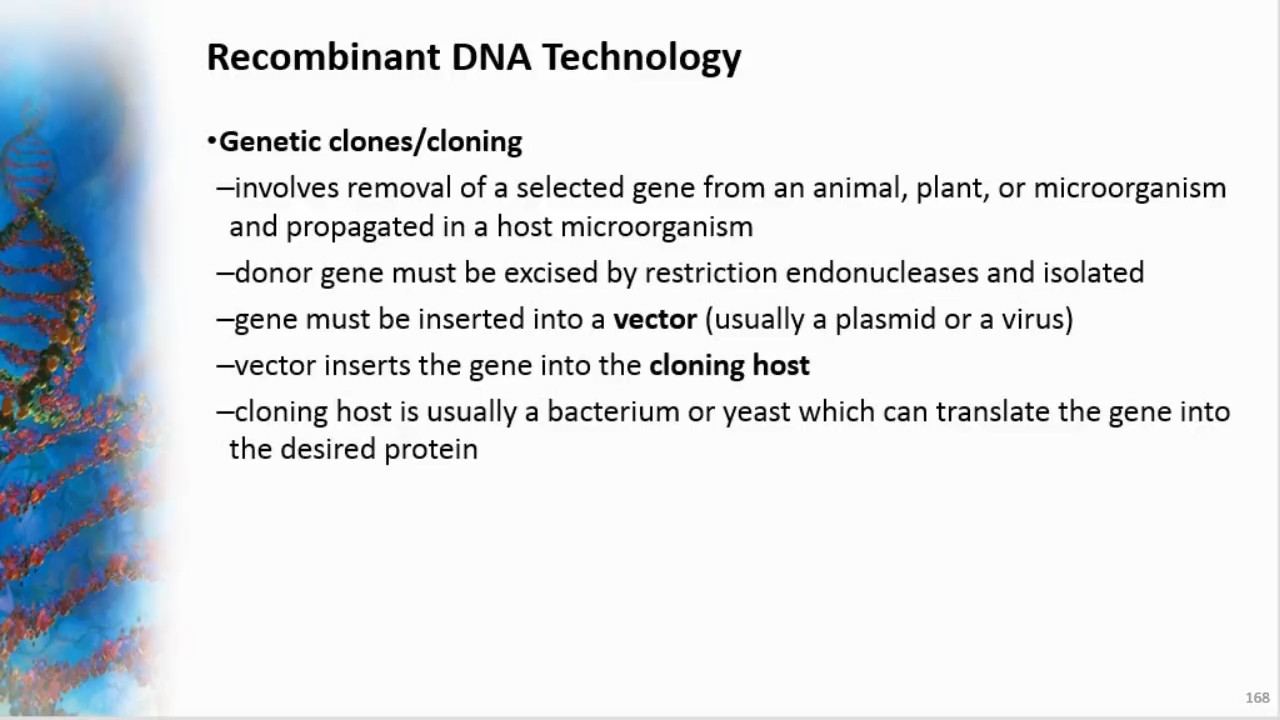 Recombinant DNA Technology
•Genetic clones/cloning
–involves removal of a selected gene from an animal, plant, or microorganism
and propagated in a host microorganism
–donor gene must be excised by restriction endonucleases and isolated
–gene must be inserted into a vector (usually a plasmid or a virus)
–vector inserts the gene into the cloning host
–cloning host is usually a bacterium or yeast which can translate the gene into
the desired protein
168